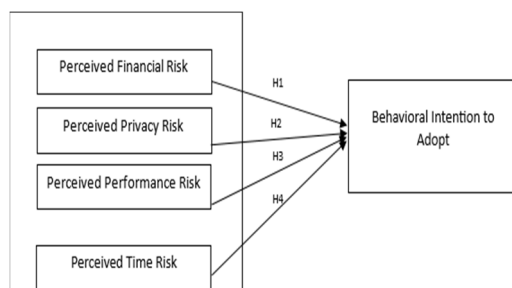 Perceived Financial Risk
H1
Perceived Privacy Risk
H2
Behavioral Intention to
Adopt
H3
Perceived Performance Risk
H4
Perceived Time Risk